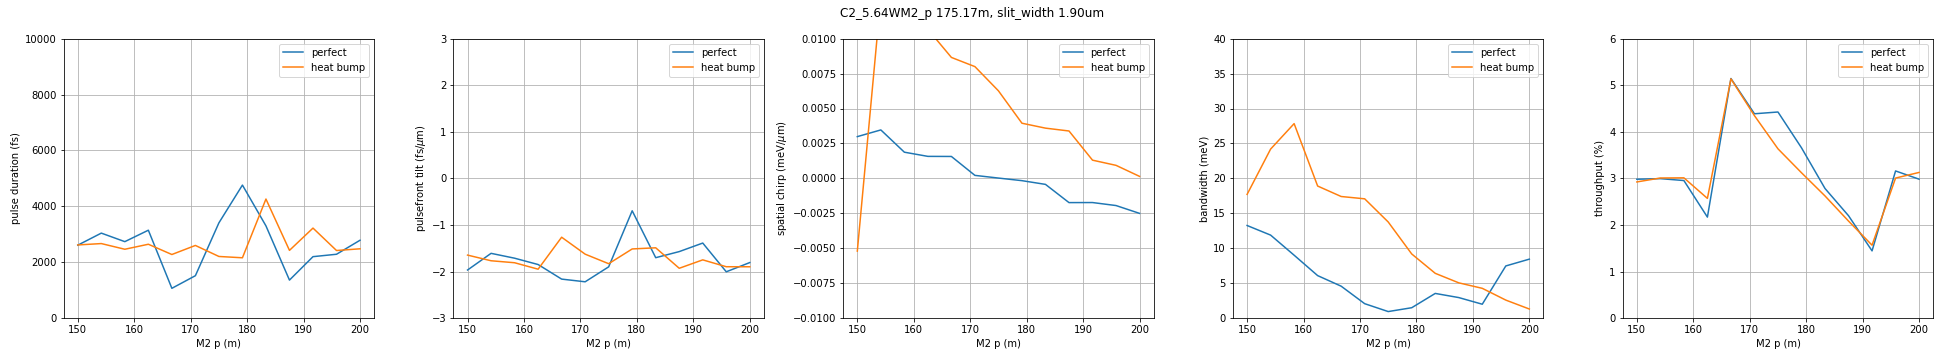 C2_5.64WM2_p 175.17m, slit_width 1.90um
pulse duration (fs)
10000
8000
6000
4000
2000
0
perfect
heat bump
150 160 170 180 190 200
M2 p (m)
pulsefront tilt (fs/μm)
3
2
1
0
−1
−2
−3
perfect
heat bump
150 160 170 180 190 200
M2 p (m)
spatial chirp (meV/μm)
0.0100
0.0075
0.0050
0.0025
0.0000
−0.0025
−0.0050
−0.0075
−0.0100
perfect
heat bump
150 160 170 180 190 200
M2 p (m)
bandwidth (meV)
40
35
30
25
20
15
10
5
0
perfect
heat bump
150 160 170 180 190 200
M2 p (m)
throughput (%)
6
5
4
3
2
1
0
perfect
heat bump
150 160 170 180 190 200
M2 p (m)